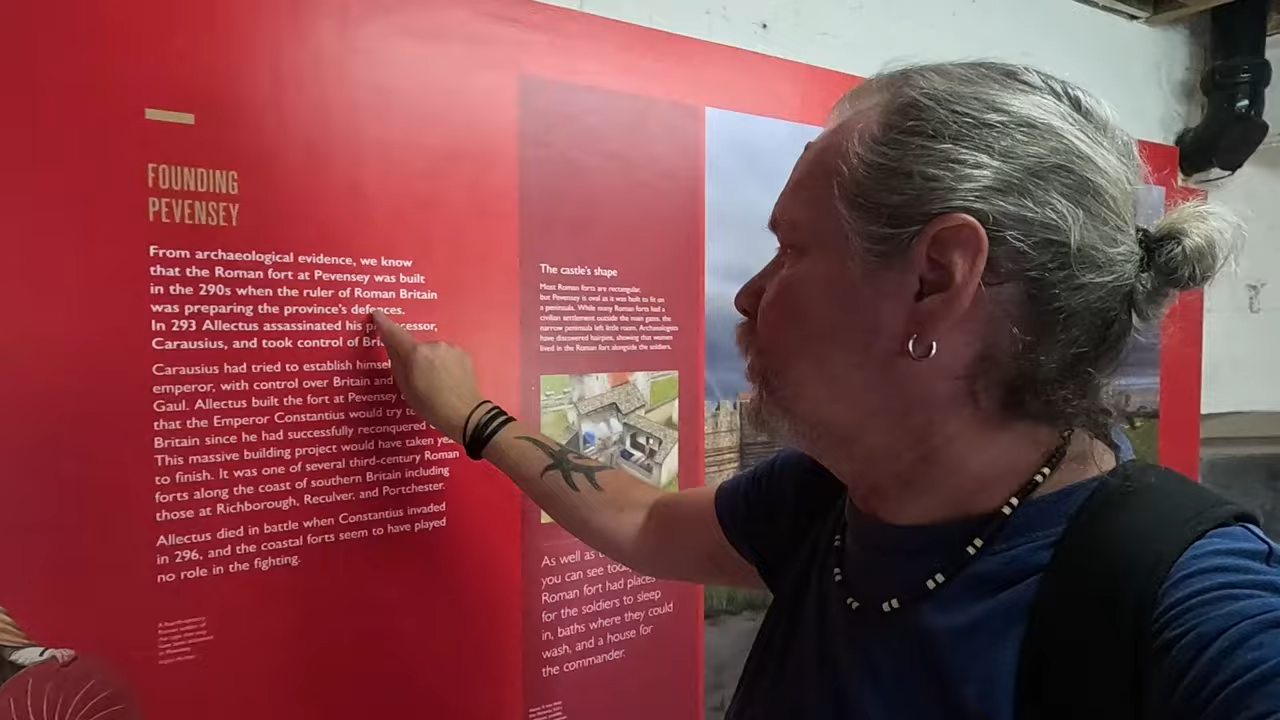 FOUNDING
PEVENSEY
From archaeological evidence, we know
that the Roman fort at Pevensey was built
in the 290s when the ruler of Roman Britain
was preparing the province's defences.
In 293 Allectus assassinated his
Carausius, and took control of
Carausius had tried to establish
emperor, with control over Britain and
Gaul. Allectus built the fort at Pevensey
that the Emperor Constantius would try to
Britain since he had successfully reconquered
This massive building project would have taken
to finish. It was one of several third-century Roman
forts along the coast of southern Britain including
those at Richborough, Reculver, and Portchester.
Allectus died in battle when Constantius invaded
in 296, and the coastal forts seem to have played
no role in the fighting.
The castle's shape
Most Roman forts are rectangular,
but Pevensey is oval as it was built to fit on
a peninsula. While many Roman forts had a
civilian settlement outside the main gates, the
narrow peninsula left little room. Archaeologists
have discovered hairpins, showing that women
lived in the Roman fort alongside the soldiers.
As well as
you can see
Roman fort had places
for the soldiers to sleep
in, baths where they could
wash, and a house for
the commander.